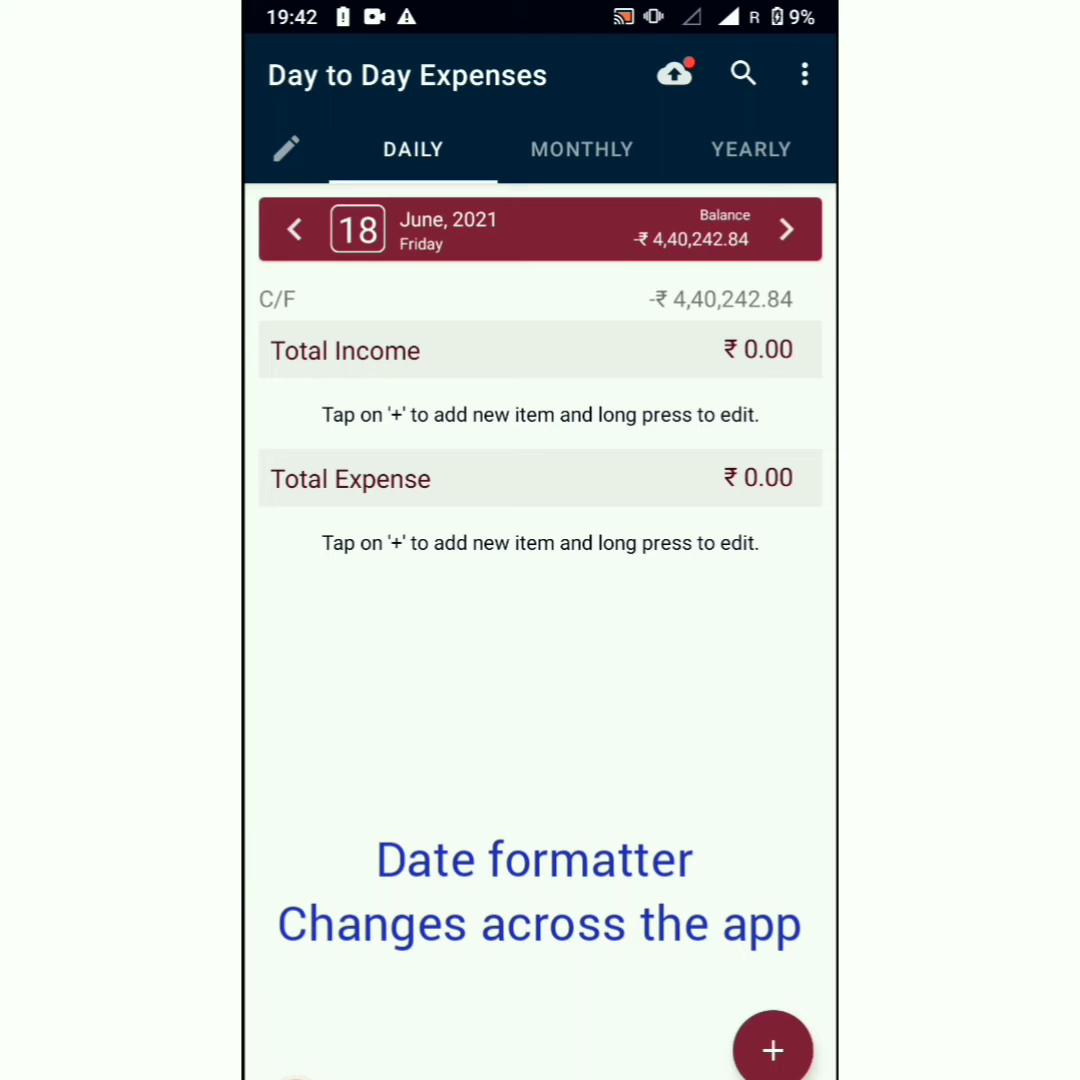 19:42 R 9%
Day to Day Expenses
DAILY MONTHLY YEARLY
18 June, 2021 Balance
Friday -₹ 4,40,242.84
C/F -₹ 4,40,242.84
Total Income ₹ 0.00
Tap on '+' to add new item and long press to edit.
Total Expense ₹ 0.00
Tap on '+' to add new item and long press to edit.
Date formatter
Changes across the app
+